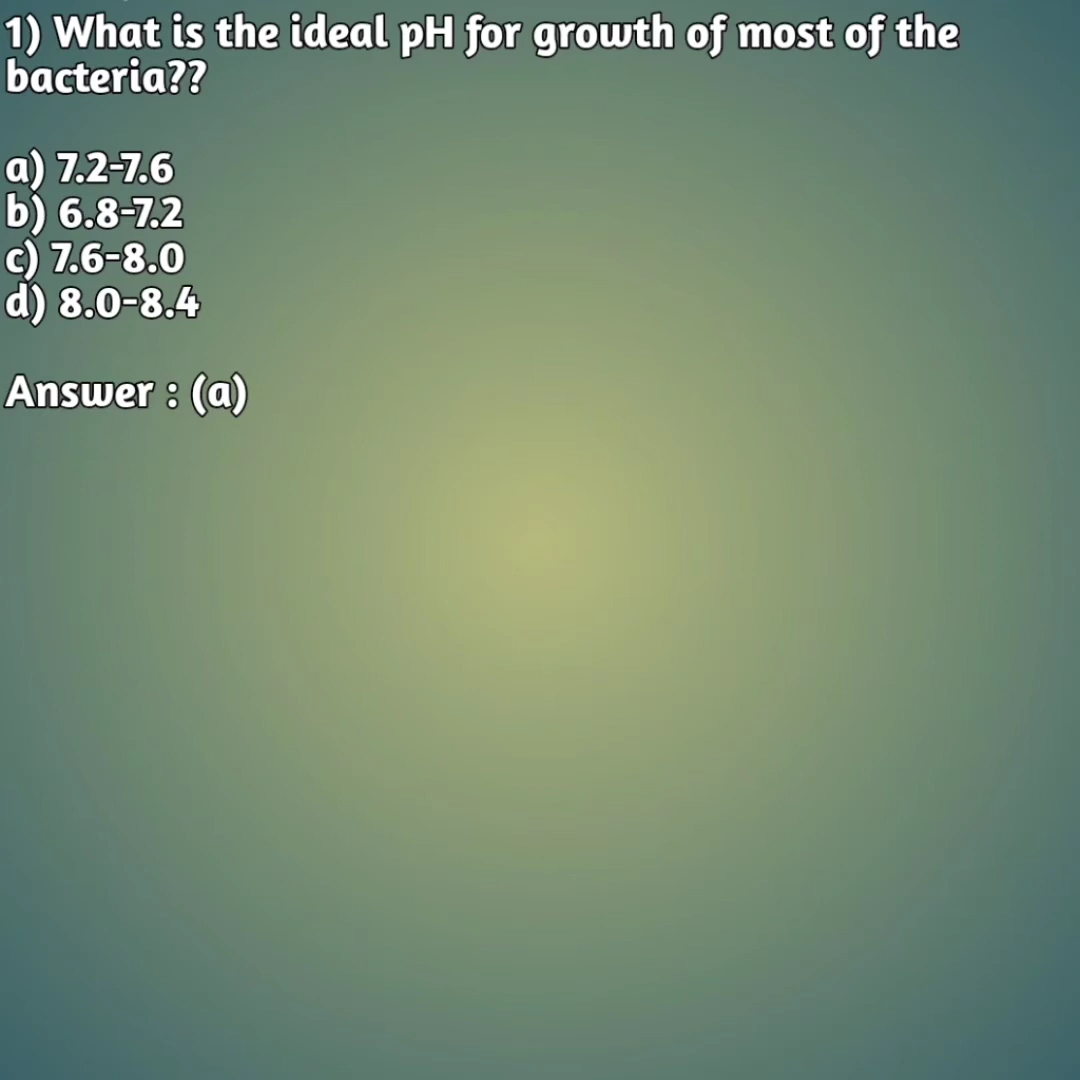 1) What is the ideal pH for growth of most of the
bacteria??
a) 7.2-7.6
b) 6.8-7.2
c) 7.6-8.0
d) 8.0-8.4
Answer : (a)